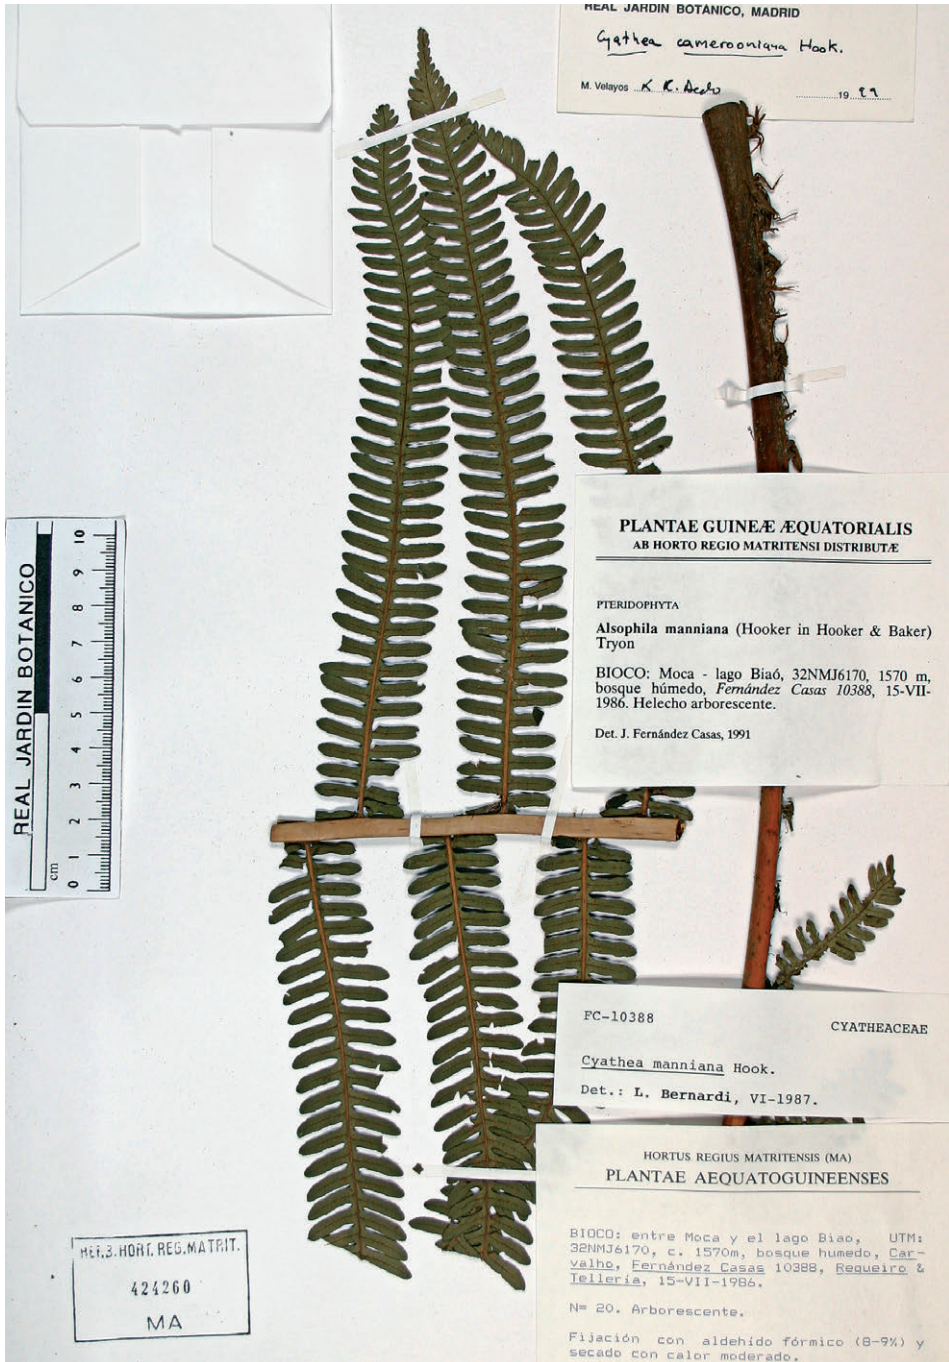 REAL JARDIN BOTANICO, MADRID
Cyathea camerooniana Hook.
M. Velayos K R.
19 99
PLANTAE GUINEÆ ÆQUATORIALIS
AB HORTO REGIO MATRITENSI DISTRIBUTÆ
PTERIDOPHYTA
Alsophila manniana (Hooker in Hooker & Baker)
Tryon
BIOCO: Moca - lago Biaó, 32NMJ6170, 1570 m,
bosque húmedo, Fernández Casas 10388, 15-VII-
1986. Helecho arborescente.
Det. J. Fernández Casas, 1991
REAL JARDIN BOTANICO
10
9
8
7
6
5
4
3
2
1
0
cm
FC-10388
CYATHEACEAE
Cyathea manniana Hook.
Det.: L. Bernardi, VI-1987.
HORTUS REGIUS MATRITENSIS (MA)
PLANTAE AEQUATOGUINEENSES
BIOCO: entre Moca y el lago Biao, UTM:
32NMJ6170, c. 1570m, bosque humedo, Car-
valho, Fernández Casas 10388, Regueiro &
Tellería, 15-VII-1986.
N= 20. Arborescente.
Fijación con aldehido fórmico (8-9%) y
secado con calor moderado.
HORT. REG. MATRIT.
424260
MA